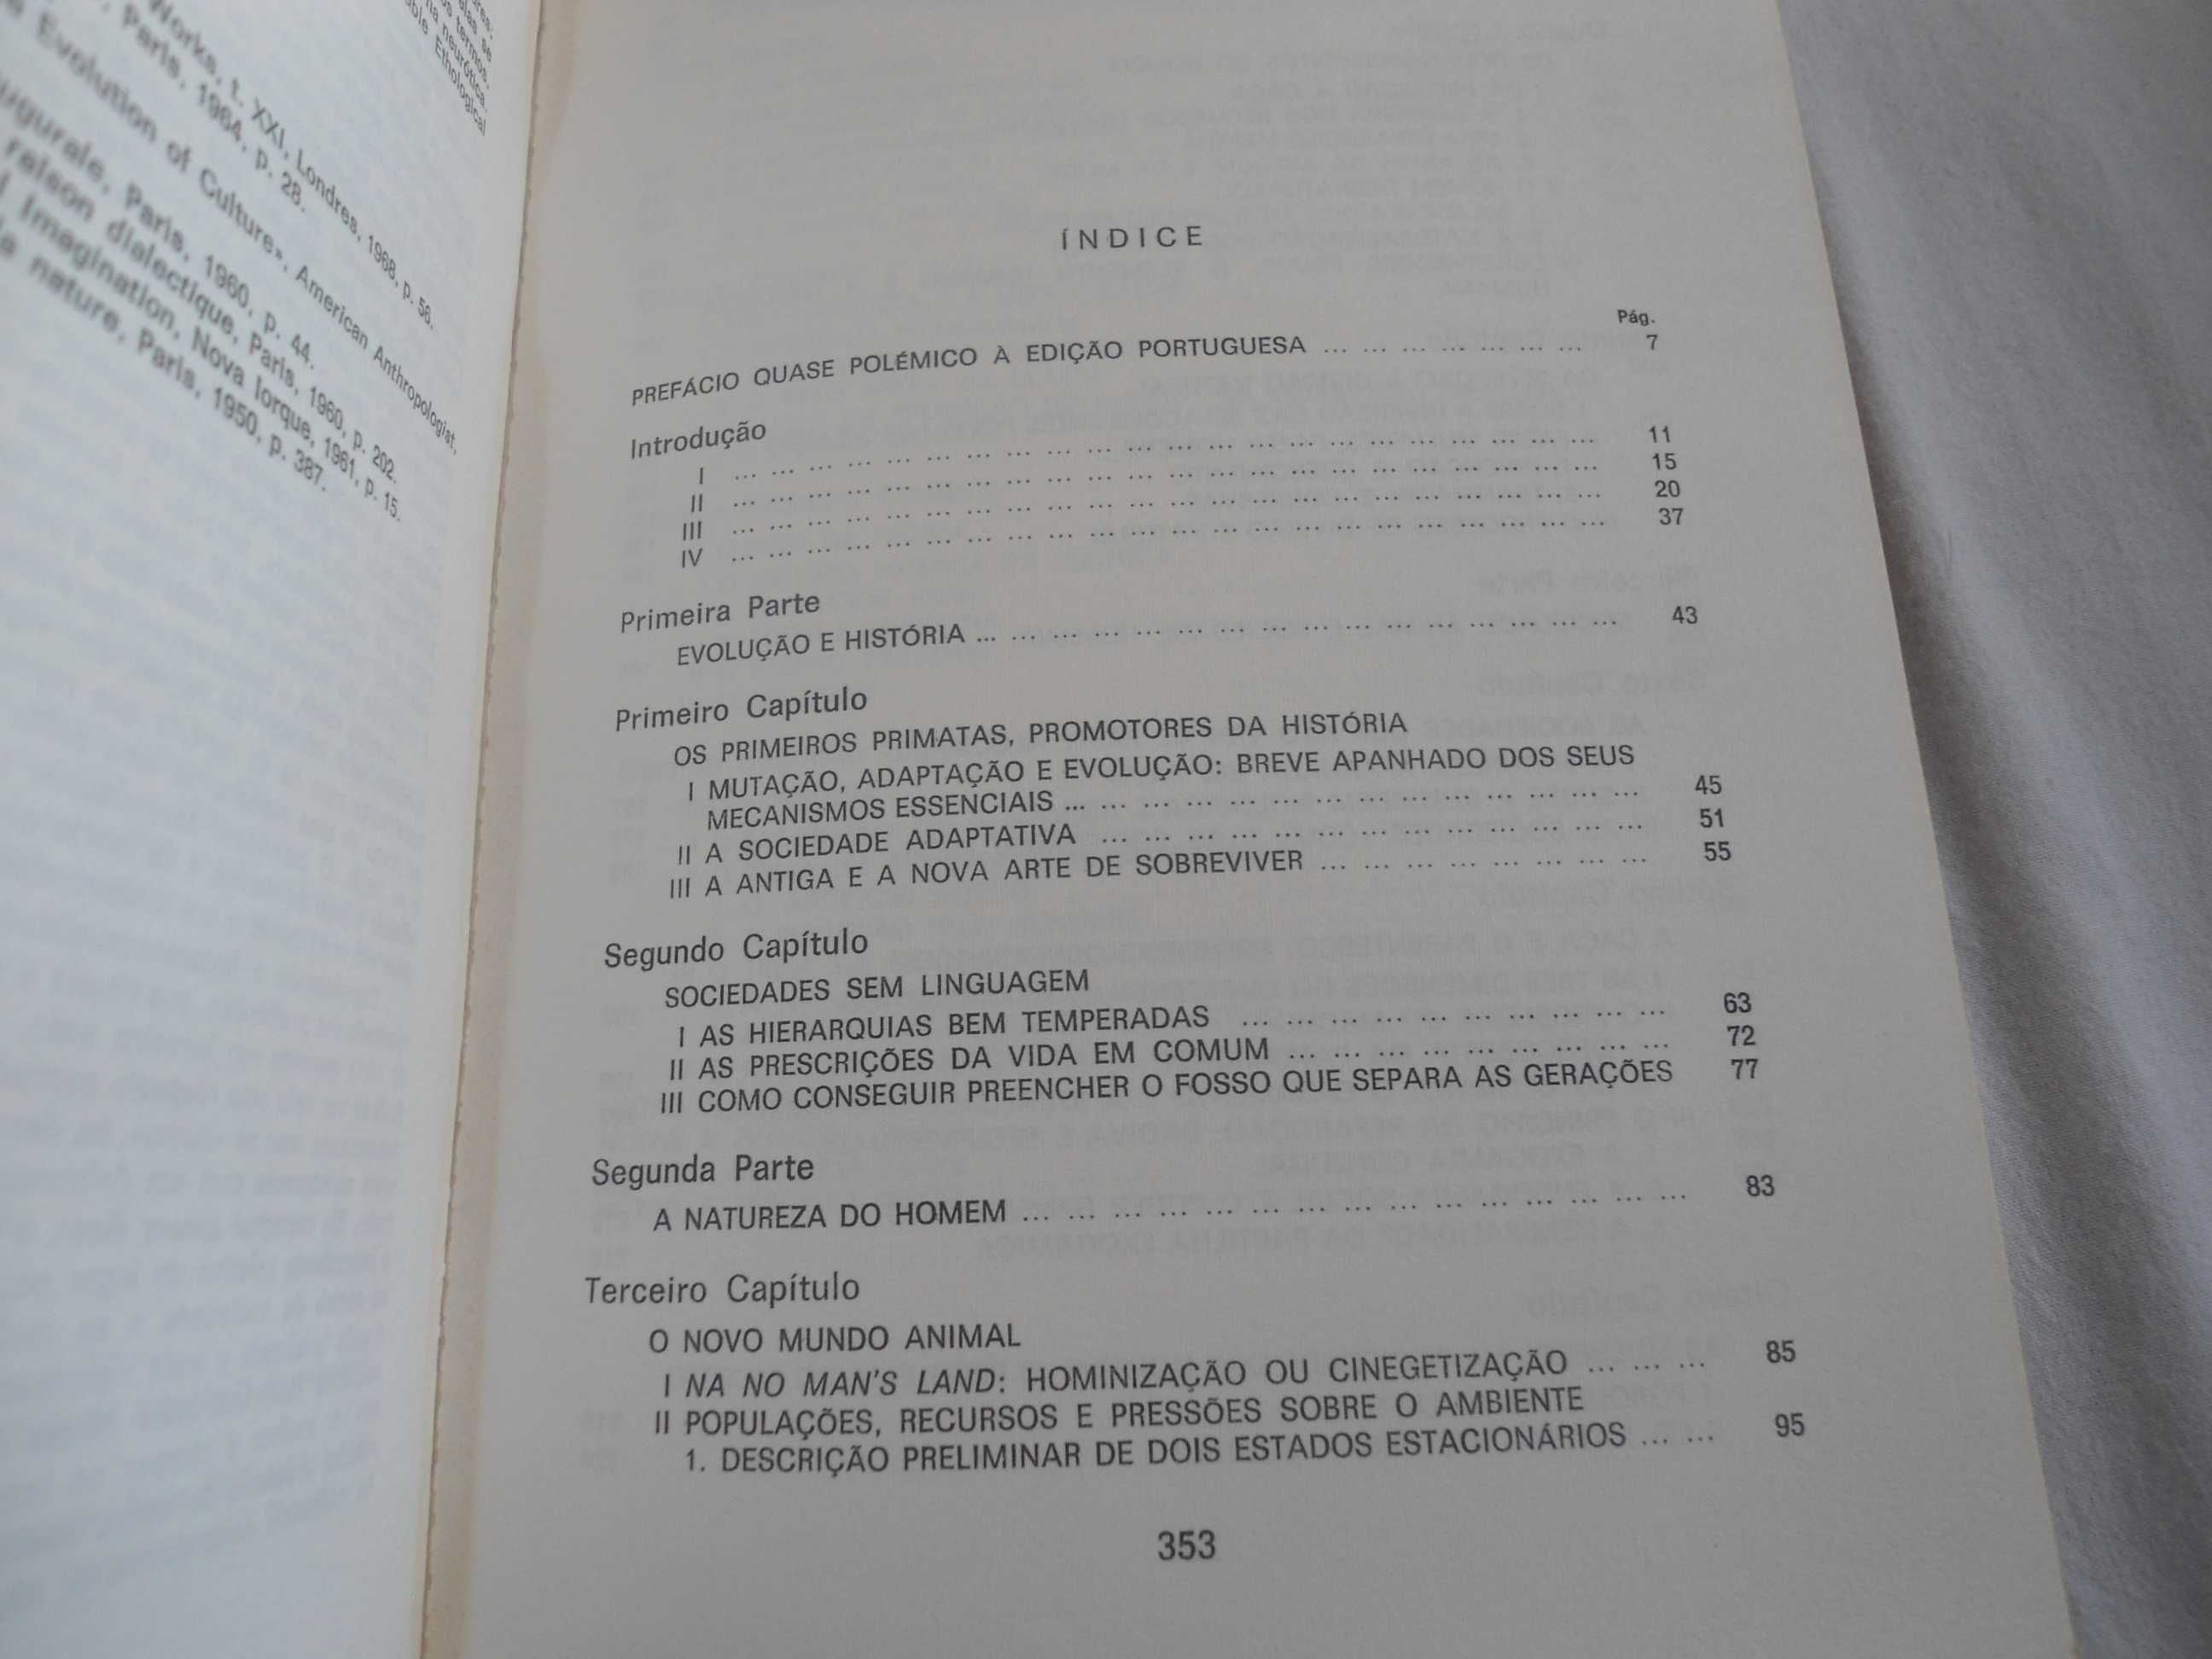 Works, t. XXI, Londres, 1968, p. 56.
Paris, 1964, p. 28.
Evolution of Culture», American Anthropologist,
Paris, 1960, p. 44.
raison dialectique, Paris, 1960, p. 202.
Imagination, Nova Iorque, 1961, p. 15.
nature, Paris, 1950, p. 387.
se
termos.
neurótica.
Ethological
ÍNDICE
Pág.
PREFÁCIO QUASE POLÉMICO À EDIÇÃO PORTUGUESA ... ... ... ... ... ... ... 7
Introdução
I ... ... ... ... ... ... ... ... ... ... ... ... ... ... ... ... ... ... ... ... ... ... 11
II ... ... ... ... ... ... ... ... ... ... ... ... ... ... ... ... ... ... ... ... ... ... 15
III ... ... ... ... ... ... ... ... ... ... ... ... ... ... ... ... ... ... ... ... ... ... 20
IV ... ... ... ... ... ... ... ... ... ... ... ... ... ... ... ... ... ... ... ... ... ... 37
Primeira Parte
EVOLUÇÃO E HISTÓRIA ... ... ... ... ... ... ... ... ... ... ... ... ... ... ... ... 43
Primeiro Capítulo
OS PRIMEIROS PRIMATAS, PROMOTORES DA HISTÓRIA
I MUTAÇÃO, ADAPTAÇÃO E EVOLUÇÃO: BREVE APANHADO DOS SEUS
MECANISMOS ESSENCIAIS ... ... ... ... ... ... ... ... ... ... ... ... ... ... 45
II A SOCIEDADE ADAPTATIVA ... ... ... ... ... ... ... ... ... ... ... ... ... 51
III A ANTIGA E A NOVA ARTE DE SOBREVIVER ... ... ... ... ... ... ... ... 55
Segundo Capítulo
SOCIEDADES SEM LINGUAGEM
I AS HIERARQUIAS BEM TEMPERADAS ... ... ... ... ... ... ... ... ... ... 63
II AS PRESCRIÇÕES DA VIDA EM COMUM ... ... ... ... ... ... ... ... ... 72
III COMO CONSEGUIR PREENCHER O FOSSO QUE SEPARA AS GERAÇÕES 77
Segunda Parte
A NATUREZA DO HOMEM ... ... ... ... ... ... ... ... ... ... ... ... ... ... ... 83
Terceiro Capítulo
O NOVO MUNDO ANIMAL
I NA NO MAN'S LAND: HOMINIZAÇÃO OU CINEGETIZAÇÃO ... ... ... 85
II POPULAÇÕES, RECURSOS E PRESSÕES SOBRE O AMBIENTE
1. DESCRIÇÃO PRELIMINAR DE DOIS ESTADOS ESTACIONÁRIOS ... ... 95
353